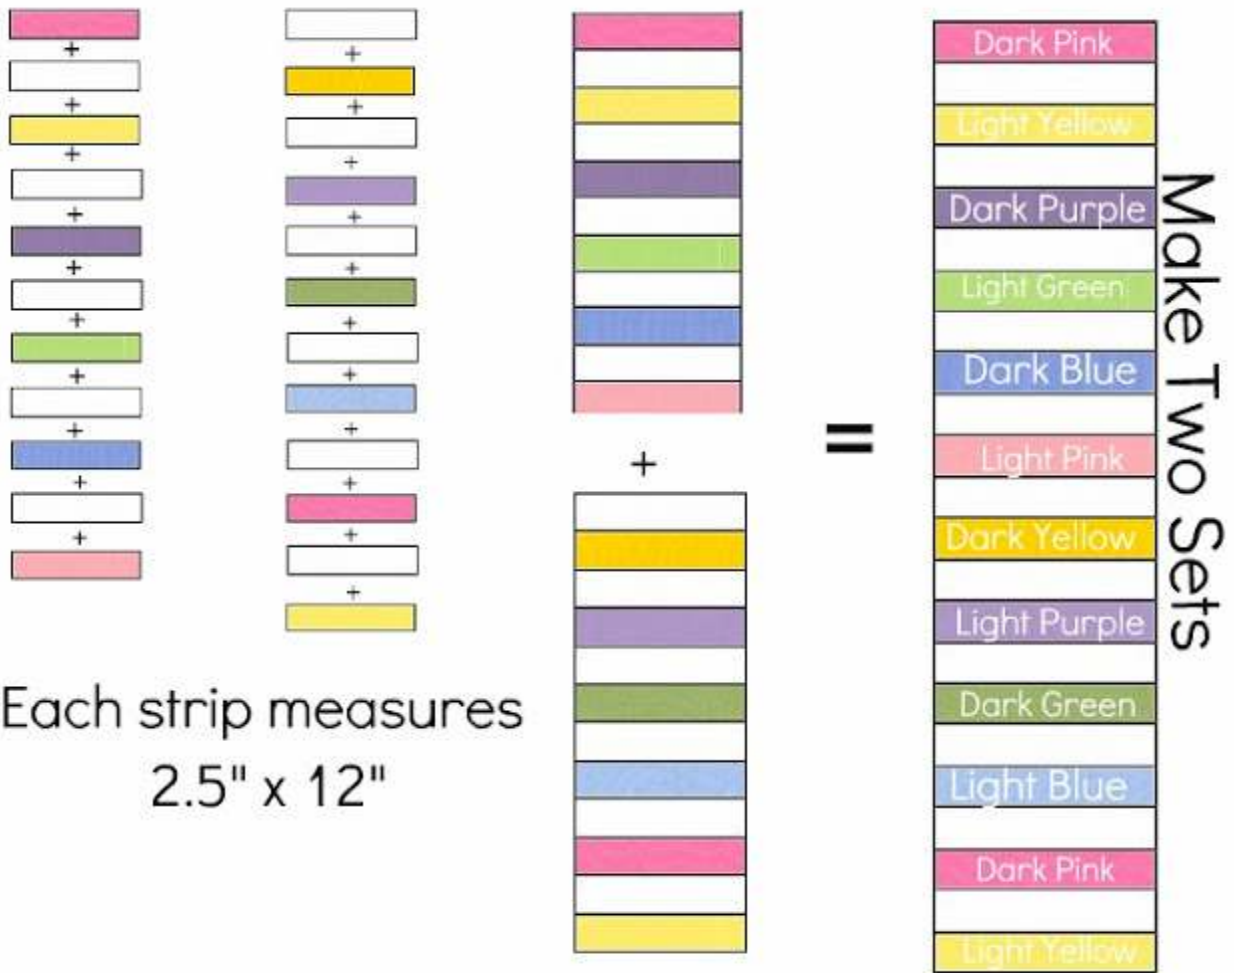 Each strip measures
2.5" x 12"
+
=
Dark Pink
Light Yellow
Dark Purple
Light Green
Dark Blue
Light Pink
Dark Yellow
Light Purple
Dark Green
Light Blue
Dark Pink
Light Yellow
Make Two Sets